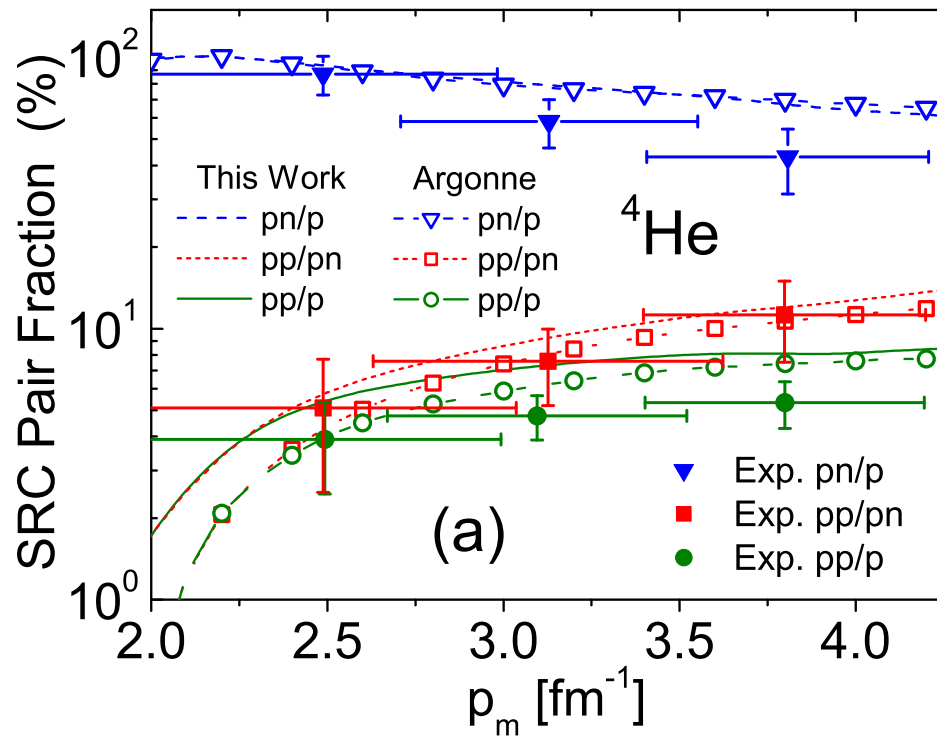 SRC Pair Fraction (%)
10²
10¹
10⁰
This Work Argonne
pn/p pn/p
pp/pn pp/pn
pp/p pp/p
⁴He
(a)
Exp. pn/p
Exp. pp/pn
Exp. pp/p
2.0 2.5 3.0 3.5 4.0
pₘ [fm⁻¹]